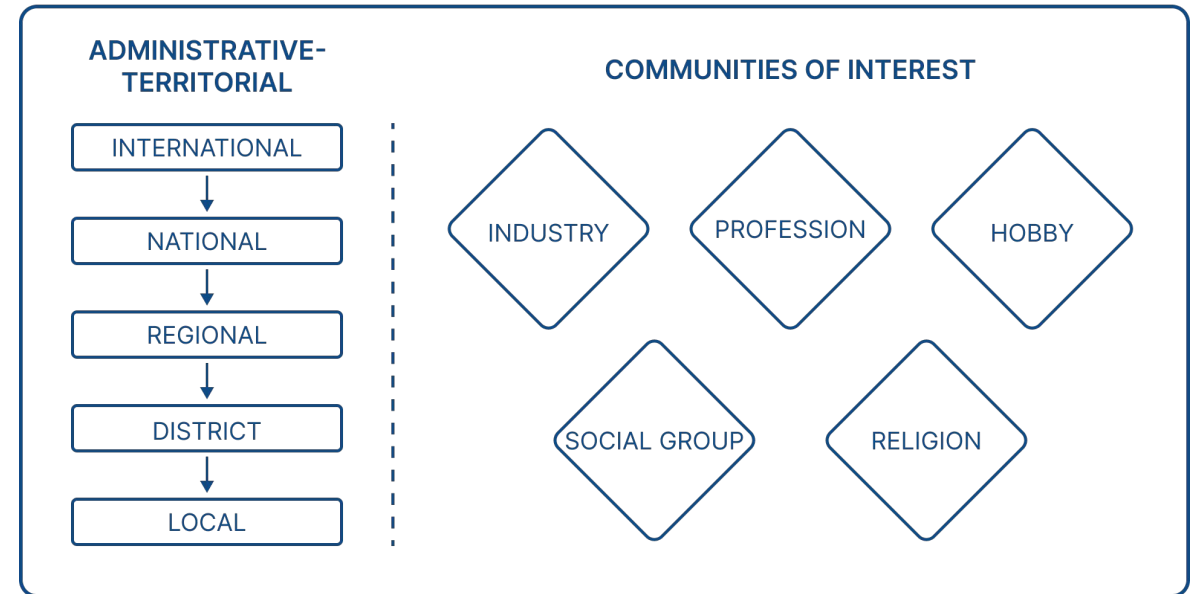 ADMINISTRATIVE-
TERRITORIAL
INTERNATIONAL
NATIONAL
REGIONAL
DISTRICT
LOCAL
COMMUNITIES OF INTEREST
INDUSTRY
PROFESSION
HOBBY
SOCIAL GROUP
RELIGION